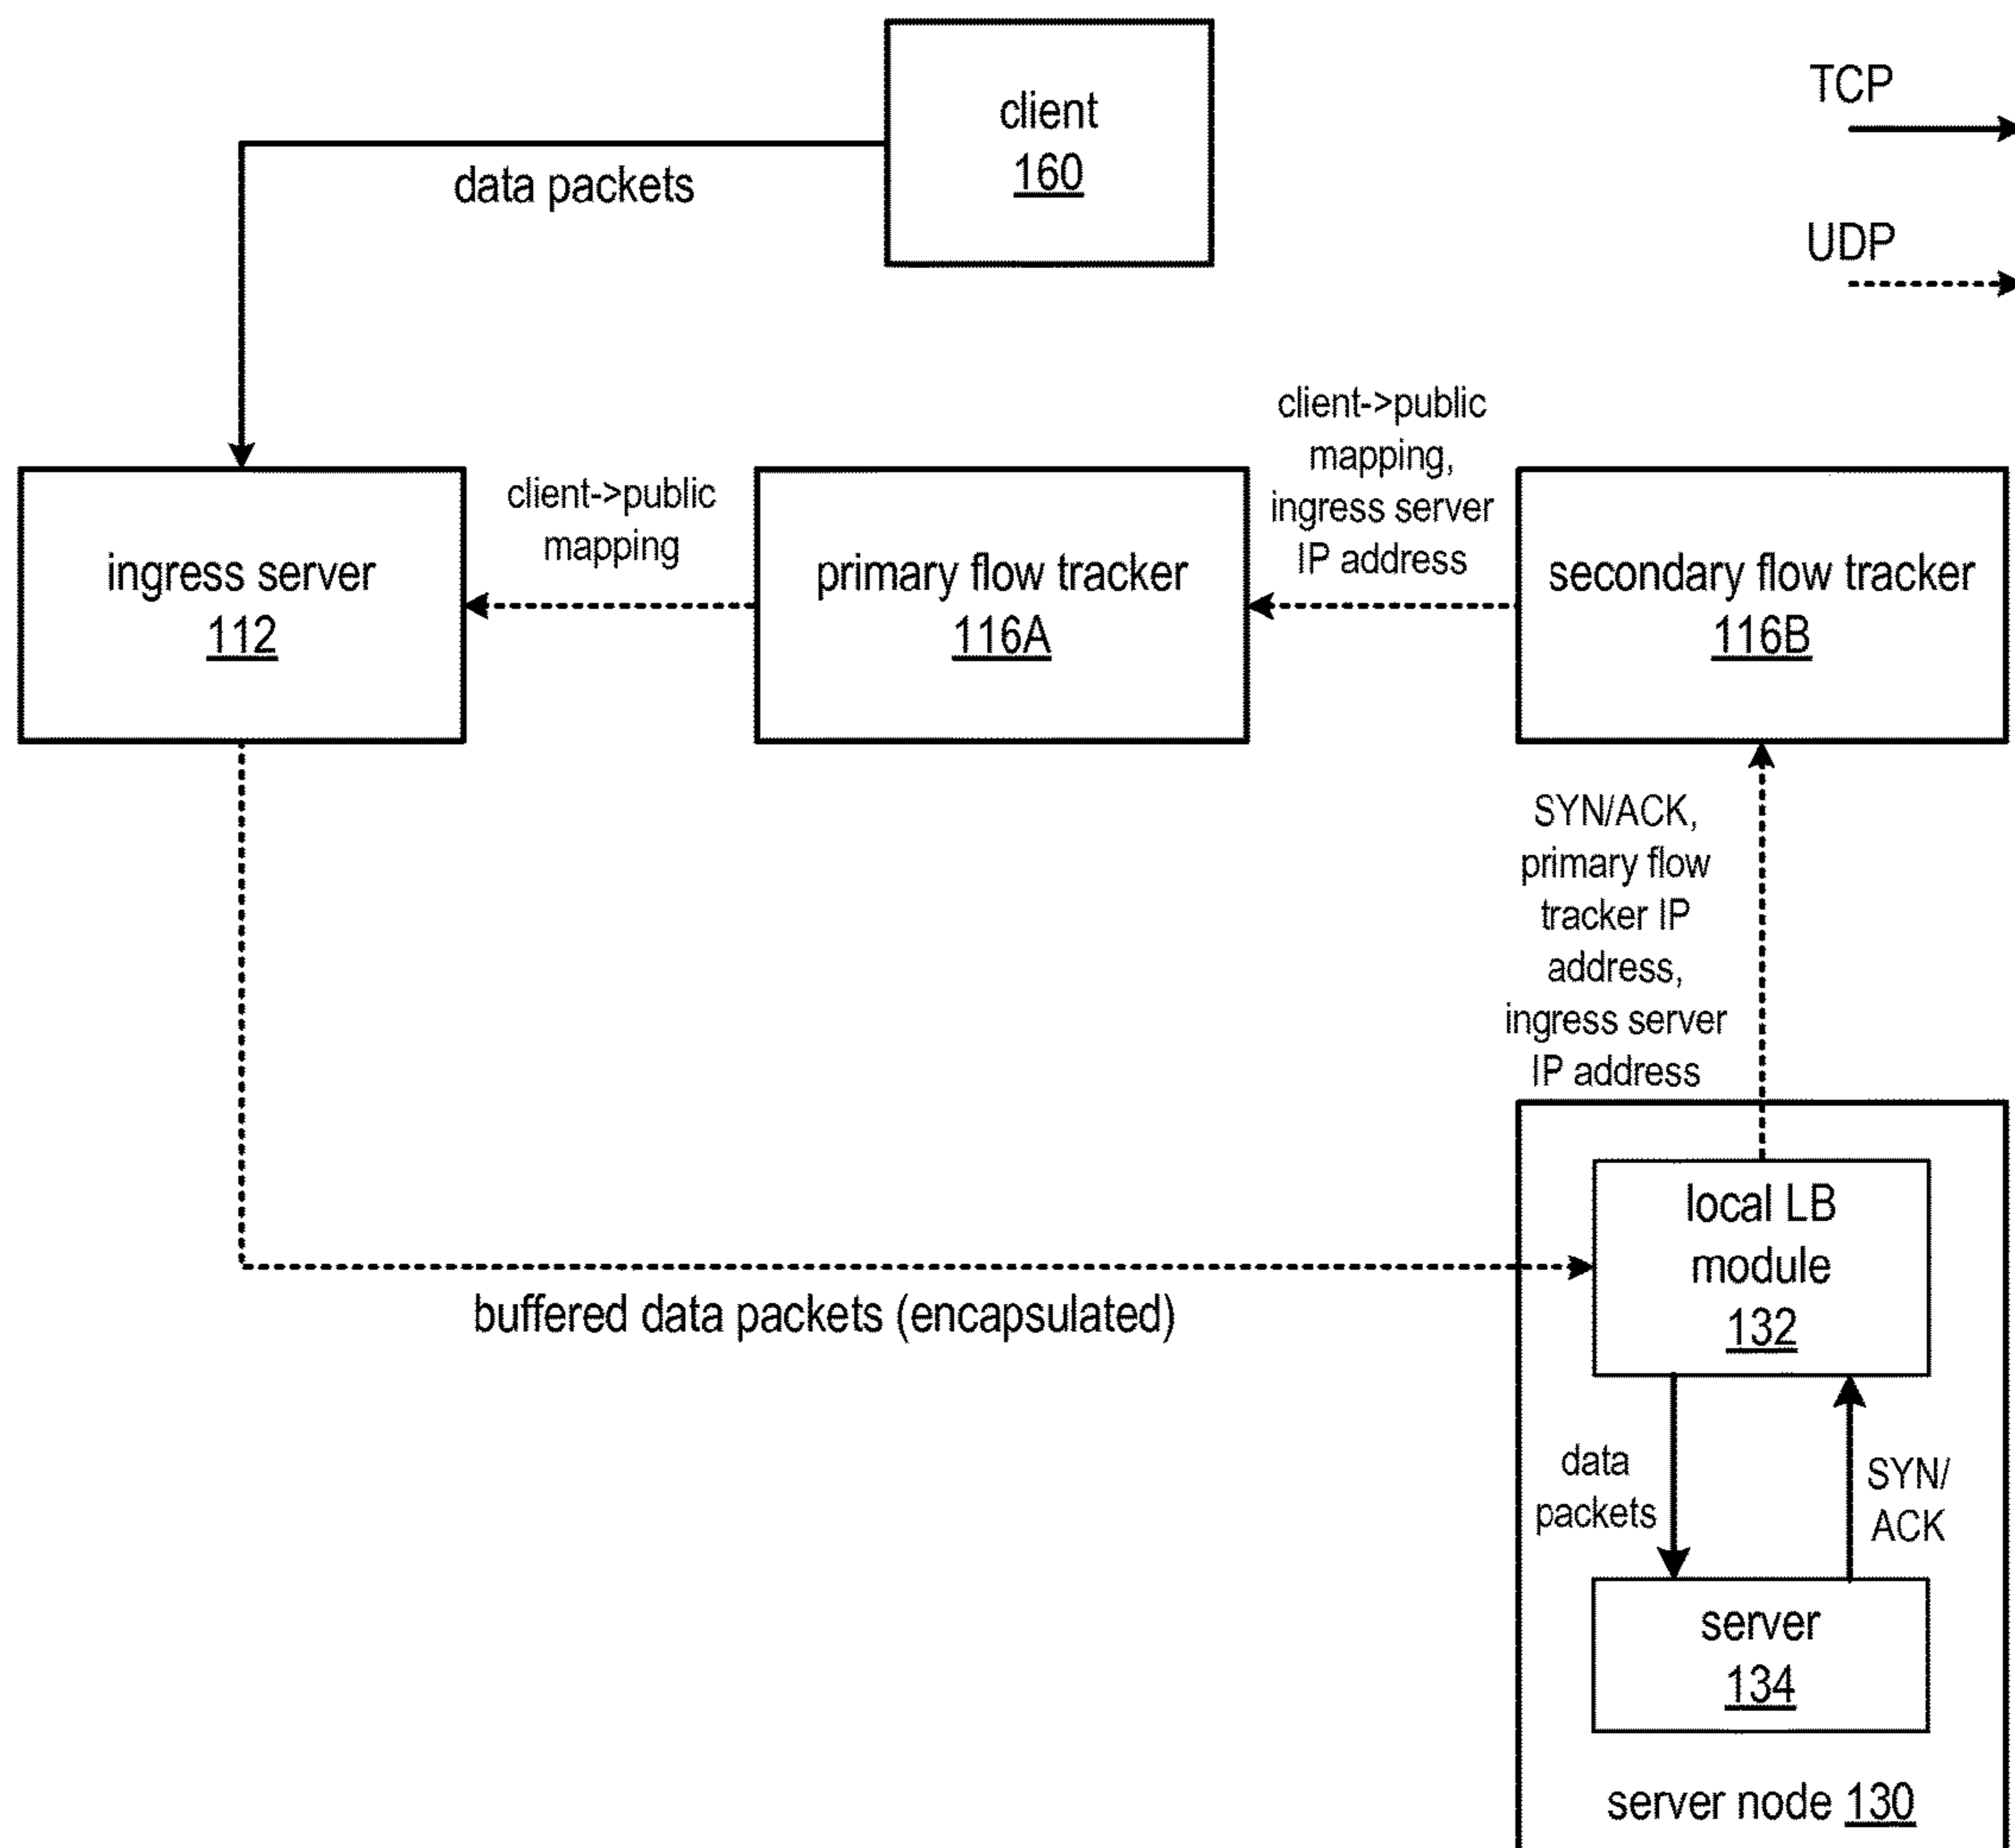 client
160
TCP
data packets
UDP
client->public
mapping,
ingress server
IP address
client->public
mapping
ingress server
112
primary flow tracker
116A
secondary flow tracker
116B
SYN/ACK,
primary flow
tracker IP
address,
ingress server
IP address
local LB
module
132
buffered data packets (encapsulated)
data
packets
SYN/
ACK
server
134
server node 130